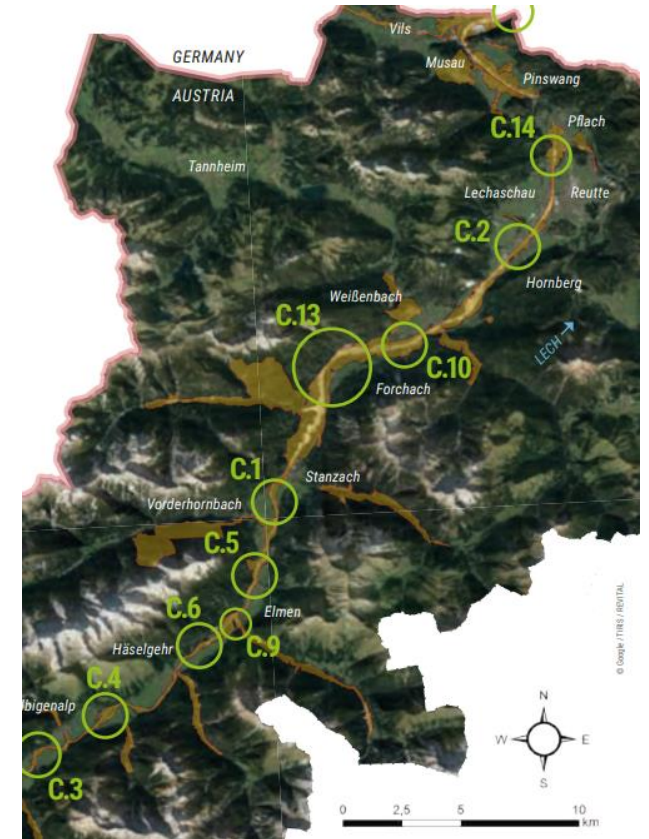 Vils
GERMANY
Musau
Pinswang
AUSTRIA
C.14
Pflach
Tannheim
Lechaschau
Reutte
C.2
Hornberg
Weißenbach
C.13
LECH
C.10
Forchach
C.1
Stanzach
Vorderhornbach
C.5
Elmen
C.6
Häselgehr
C.9
C.4
lbigenalp
C.3
© Google / TIRIS / REVITAL
N
W E
S
0 2,5 5 10
km